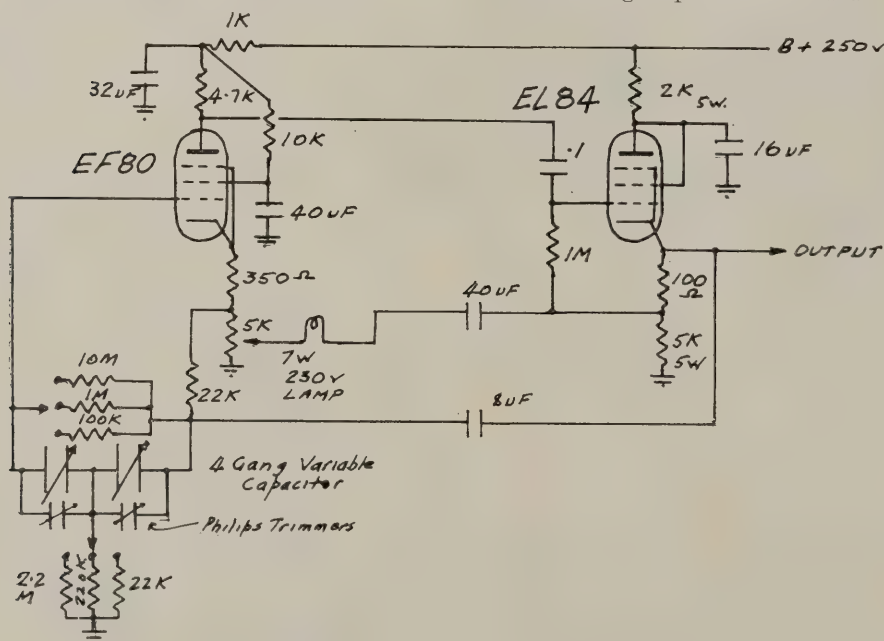 1K
B+ 250V
32uF
4.7K
EL84
2K 5W.
10K
.1
16uF
EF80
40uF
1M
OUTPUT
350Ω
40uF
100 Ω
5K
7W
230V
LAMP
5K
5W
10M
1M
100K
22K
8uF
4 Gang Variable
Capacitor
Philips Trimmers
2.2
M
220K
22K